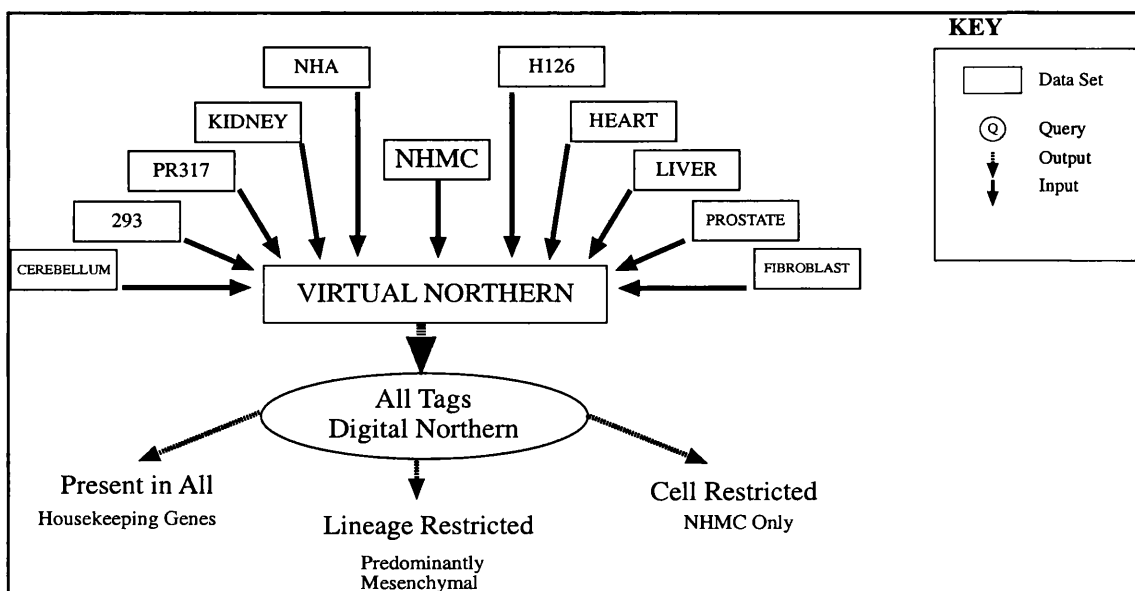 KEY
NHA
H126
Data Set
KIDNEY
HEART
Q
Query
NHMC
Output
PR317
LIVER
Input
293
PROSTATE
CEREBELLUM
FIBROBLAST
VIRTUAL NORTHERN
All Tags
Digital Northern
Present in All
Housekeeping Genes
Lineage Restricted
Predominantly
Mesenchymal
Cell Restricted
NHMC Only